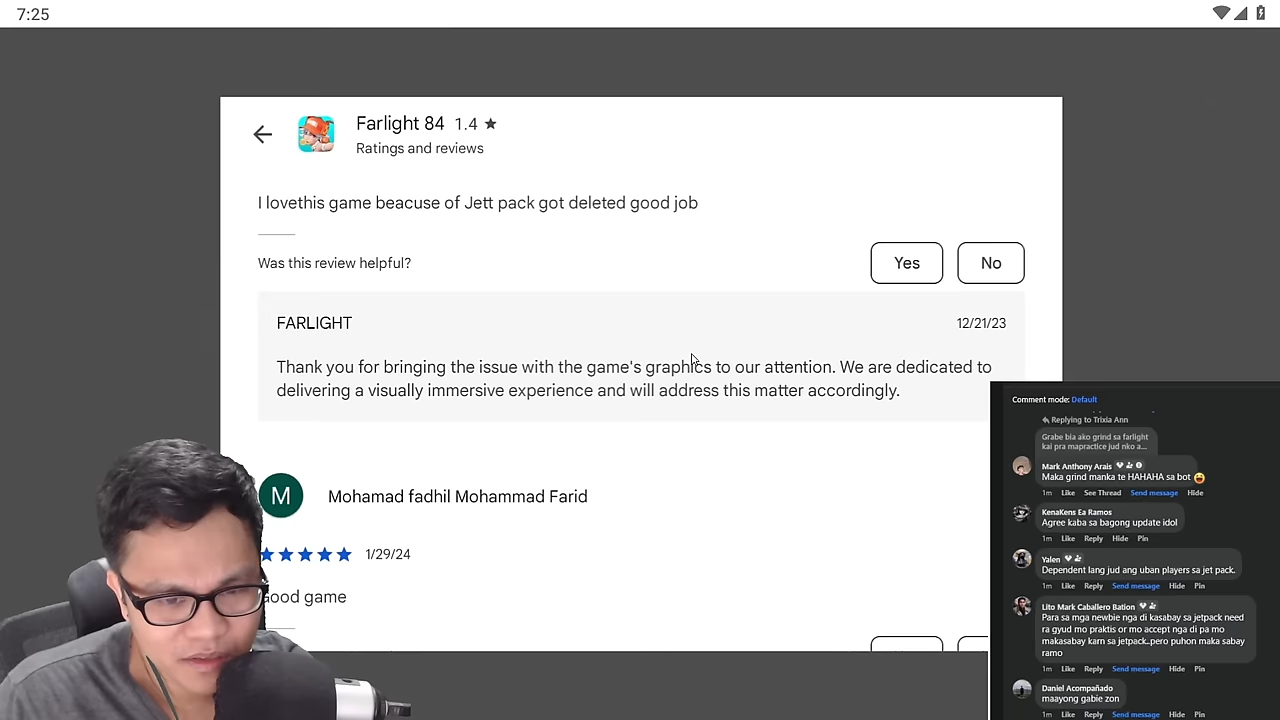 7:25
Farlight 84 1.4 ★
Ratings and reviews
I lovethis game beacuse of Jett pack got deleted good job
Was this review helpful?
Yes
No
FARLIGHT
12/21/23
Thank you for bringing the issue with the game's graphics to our attention. We are dedicated to
delivering a visually immersive experience and will address this matter accordingly.
M
Mohamad fadhil Mohammad Farid
1/29/24
Good game
Comment mode: Default
Replying to Trixia Ann
Grabe bia ako grind sa farlight
kai pra mapractice jud nko a...
Mark Anthony Arais
Maka grind manka te HAHAHA sa bot
1m Like See Thread Send message Hide
KenaKens Ea Ramos
Agree kaba sa bagong update idol
1m Like Reply Hide Pin
Yalen
Dependent lang jud ang uban players sa jet pack.
1m Like Reply Send message Hide Pin
Lito Mark Caballero Bation
Para sa mga newbie nga di kasabay sa jetpack need
ra gyud mo praktis or mo accept nga di pa mo
makasabay karn sa jetpack..pero puhon maka sabay
ramo
1m Like Reply Send message Hide Pin
Daniel Acompañado
maayong gabie zon
1m Like Reply Send message Hide Pin